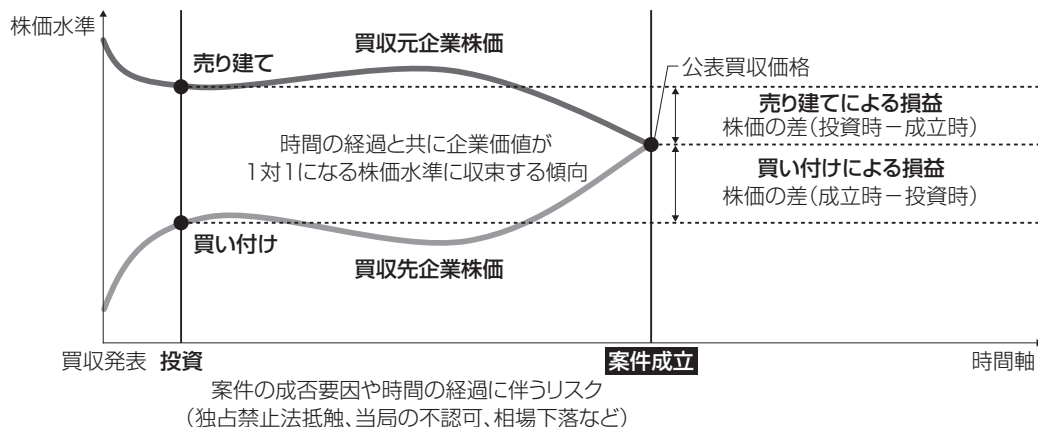 株価水準
売り建て
買収元企業株価
公表買収価格
売り建てによる損益
株価の差(投資時－成立時)
時間の経過と共に企業価値が
1対1になる株価水準に収束する傾向
買い付けによる損益
株価の差(成立時－投資時)
買い付け
買収先企業株価
買収発表
投資
案件成立
時間軸
案件の成否要因や時間の経過に伴うリスク
(独占禁止法抵触、当局の不認可、相場下落など)